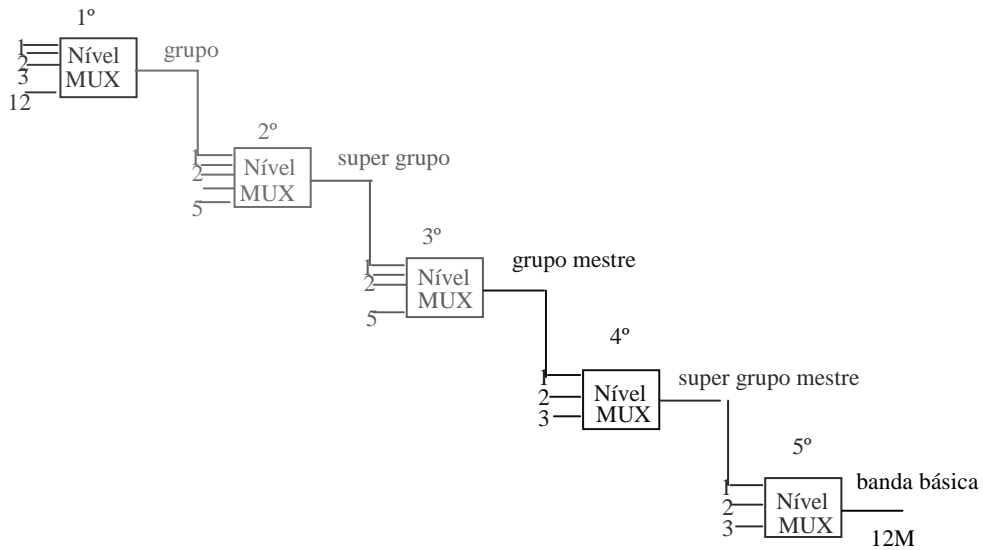 1º
1
2
3
12
Nível
MUX
grupo
2º
1
2
5
Nível
MUX
super grupo
3º
1
2
5
Nível
MUX
grupo mestre
4º
1
2
3
Nível
MUX
super grupo mestre
5º
1
2
3
Nível
MUX
banda básica
12M